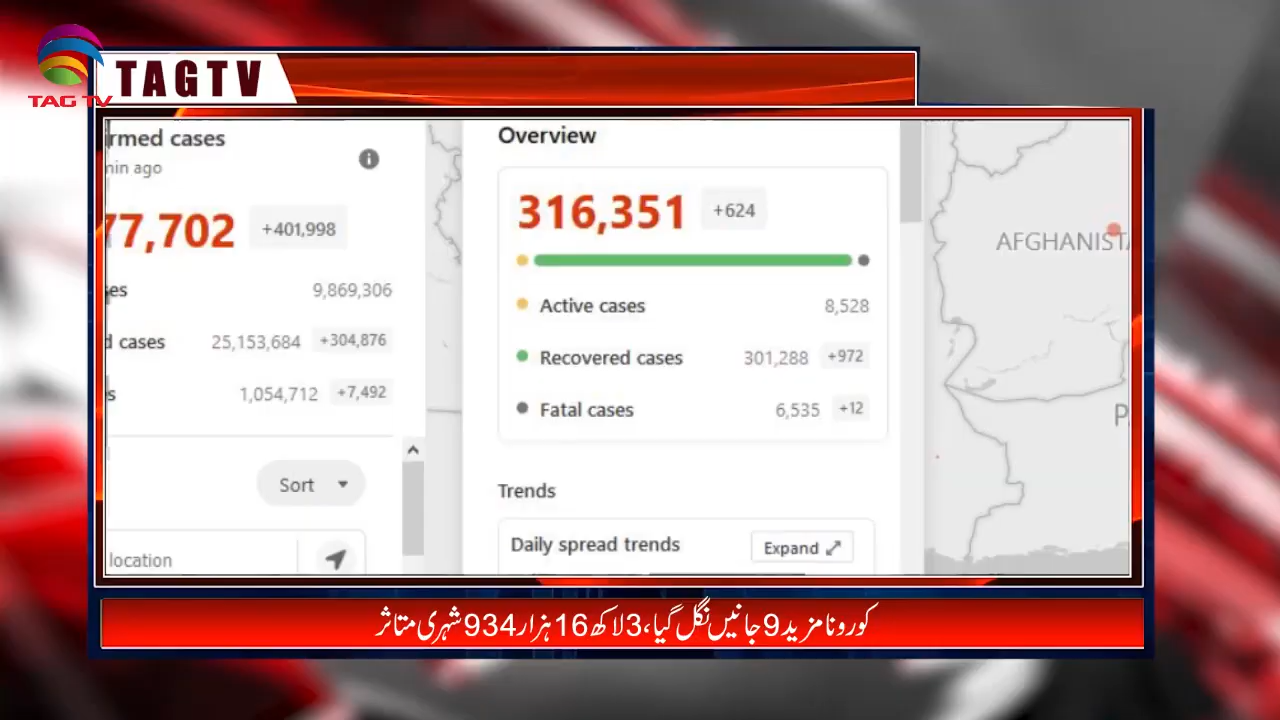 TAGTV
TAG TV
rmed cases
min ago
77,702 +401,998
ses 9,869,306
d cases 25,153,684 +304,876
s 1,054,712 +7,492
Sort
location
Overview
316,351 +624
Active cases 8,528
Recovered cases 301,288 +972
Fatal cases 6,535 +12
Trends
Daily spread trends Expand
AFGHANISTA
P
کورونا مزید 9 جانیں نگل گیا، 3 لاکھ 16 ہزار 934 شہری متاثر